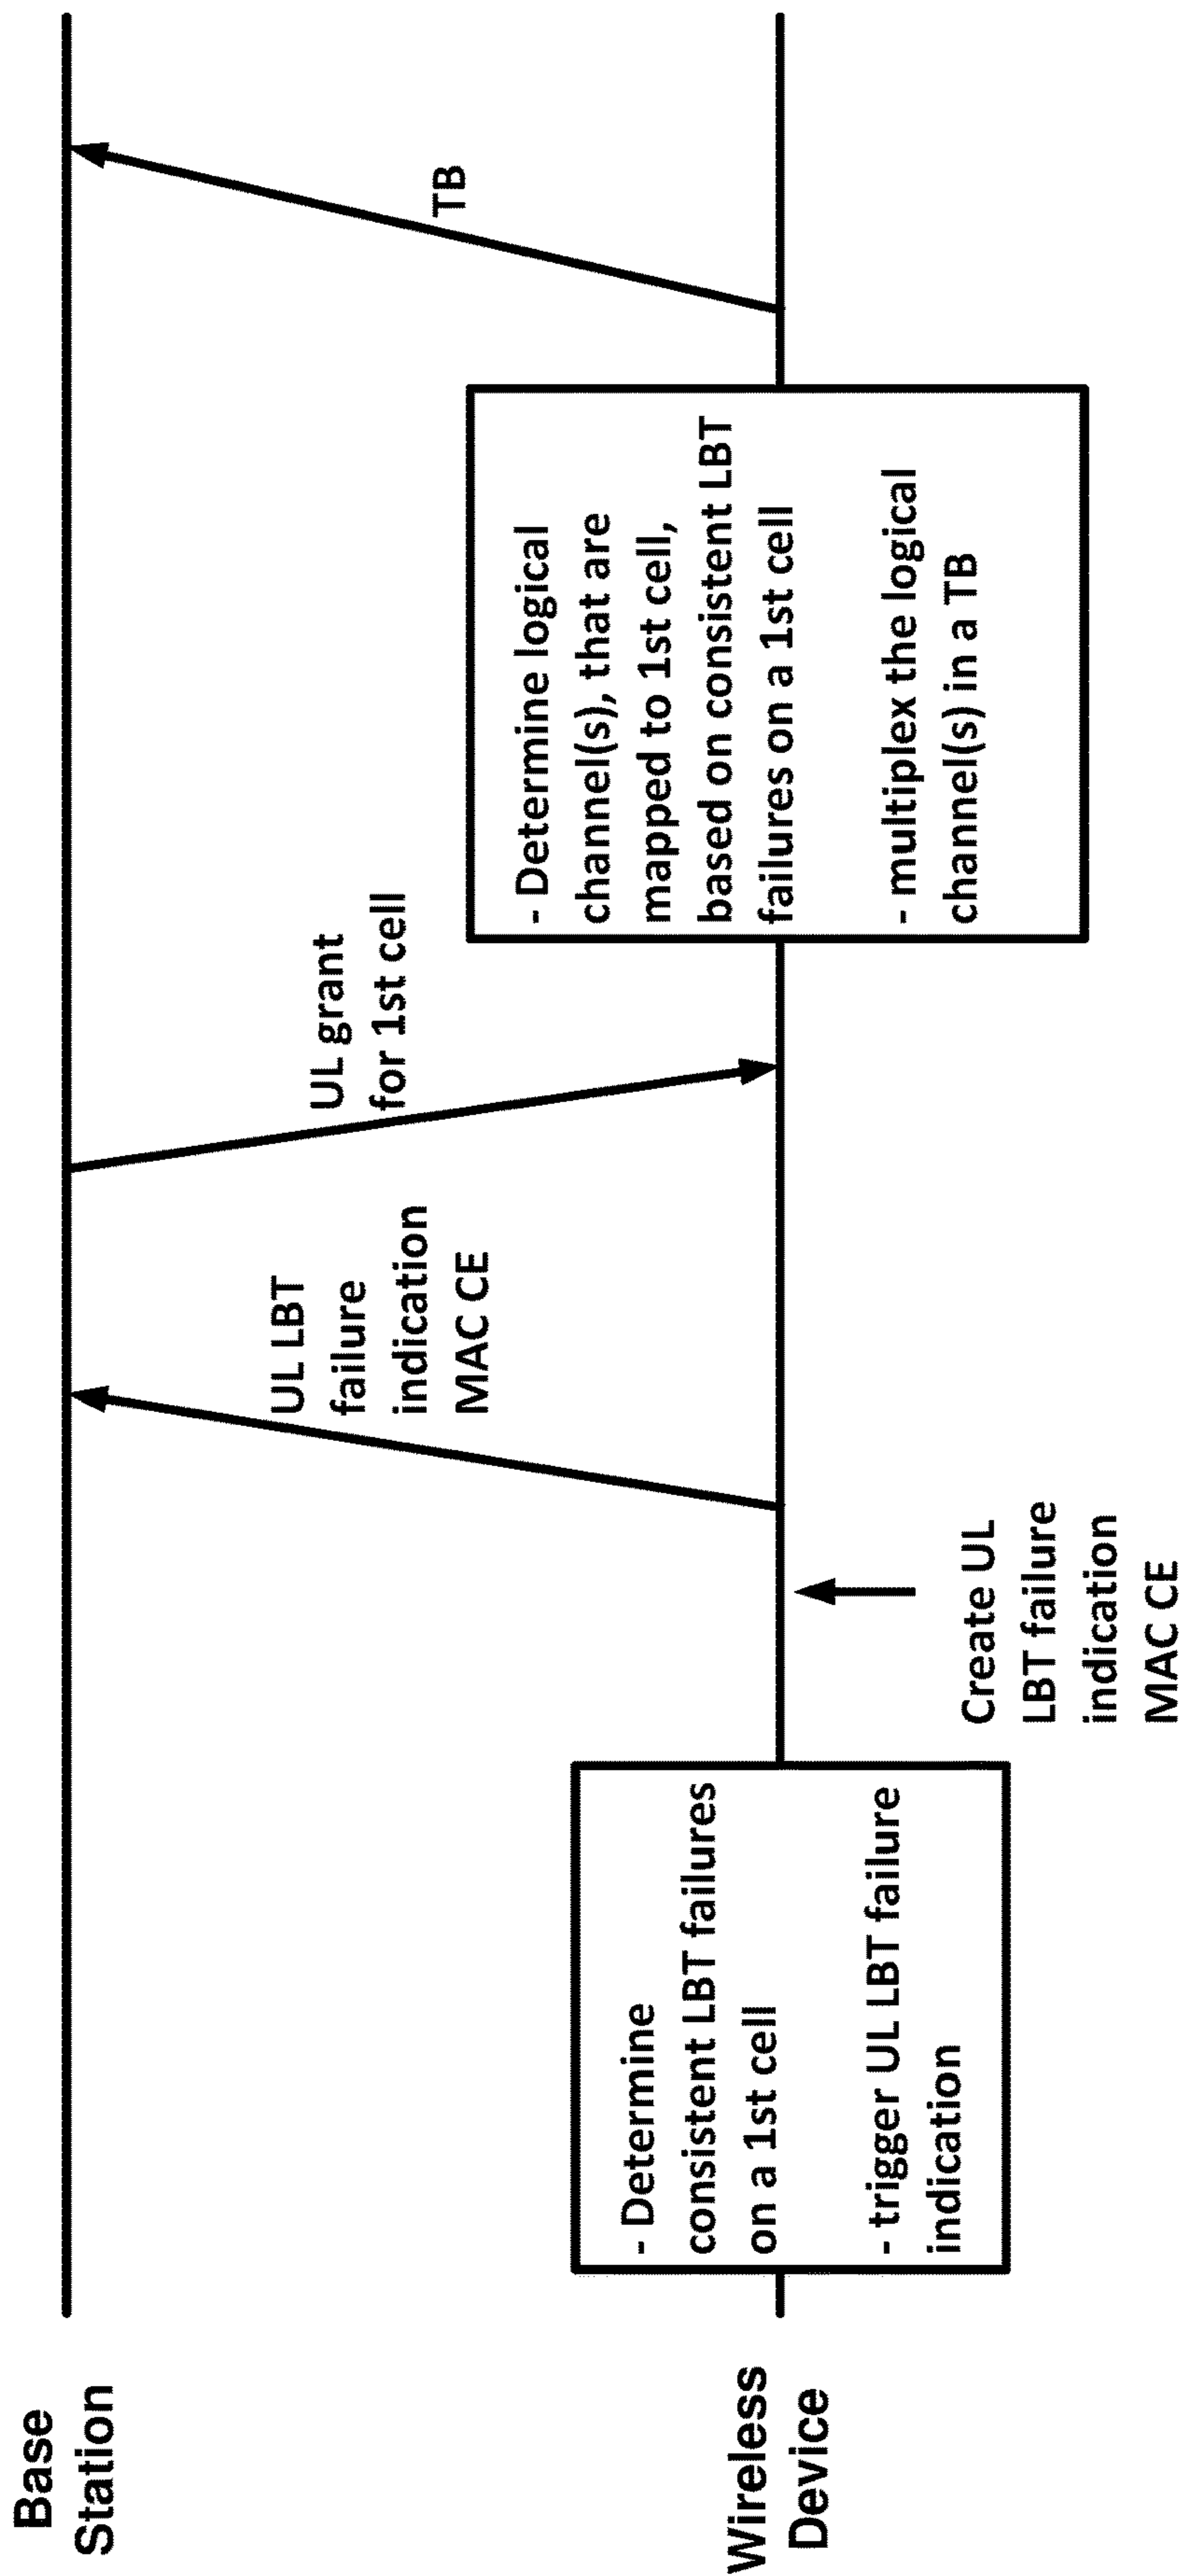 Base
Station
Wireless
Device
- Determine
consistent LBT failures
on a 1st cell
- trigger UL LBT failure
indication
Create UL
LBT failure
indication
MAC CE
UL LBT
failure
indication
MAC CE
UL grant
for 1st cell
- Determine logical
channel(s), that are
mapped to 1st cell,
based on consistent LBT
failures on a 1st cell
- multiplex the logical
channel(s) in a TB
TB